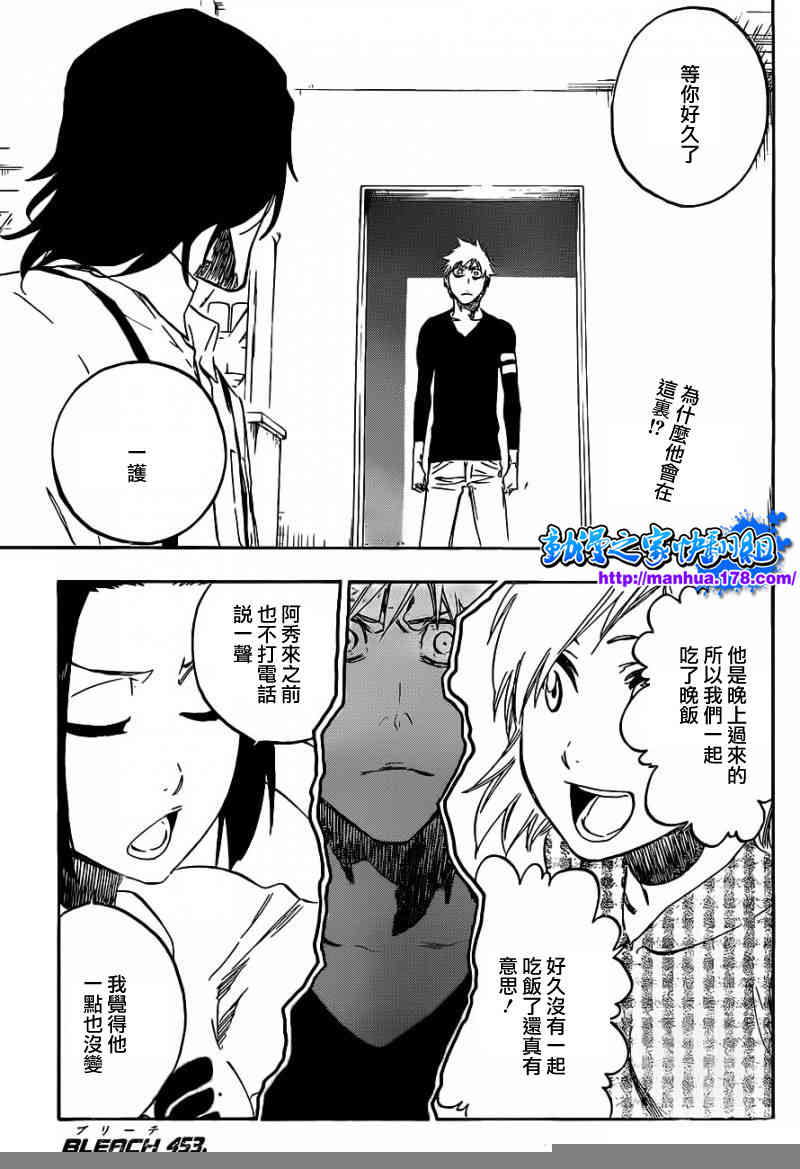 等你好久了
為什麼他會在
這裏!?
一護
動漫之家快翻組
http://manhua.178.com/
他是晚上過來的
所以我們一起
吃了晚飯
好久沒有一起
吃飯了還真有
意思!
阿秀來之前
也不打電話
説一聲
我覺得他
一點也沒變
ブリーチ
BLEACH 453.